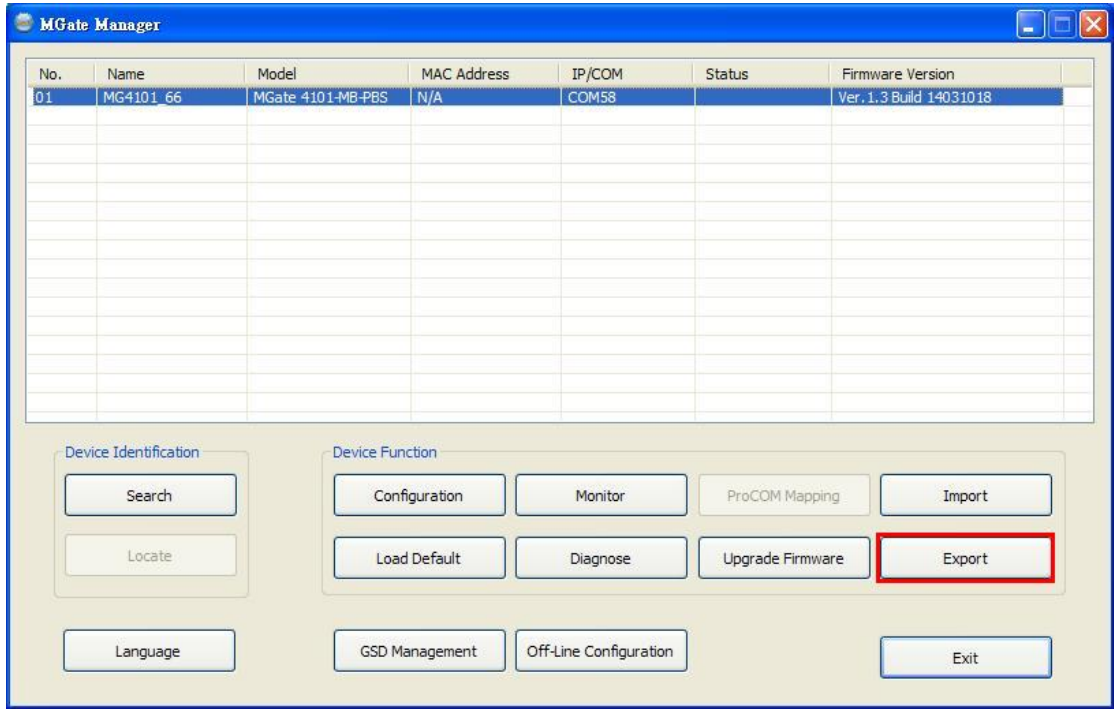 MGate Manager
No. Name Model MAC Address IP/COM Status Firmware Version
01 MG4101_66 MGate 4101-MB-PBS N/A COM58 Ver.1.3 Build 14031018
Device Identification Device Function
Search Configuration Monitor ProCOM Mapping Import
Locate Load Default Diagnose Upgrade Firmware Export
Language GSD Management Off-Line Configuration Exit